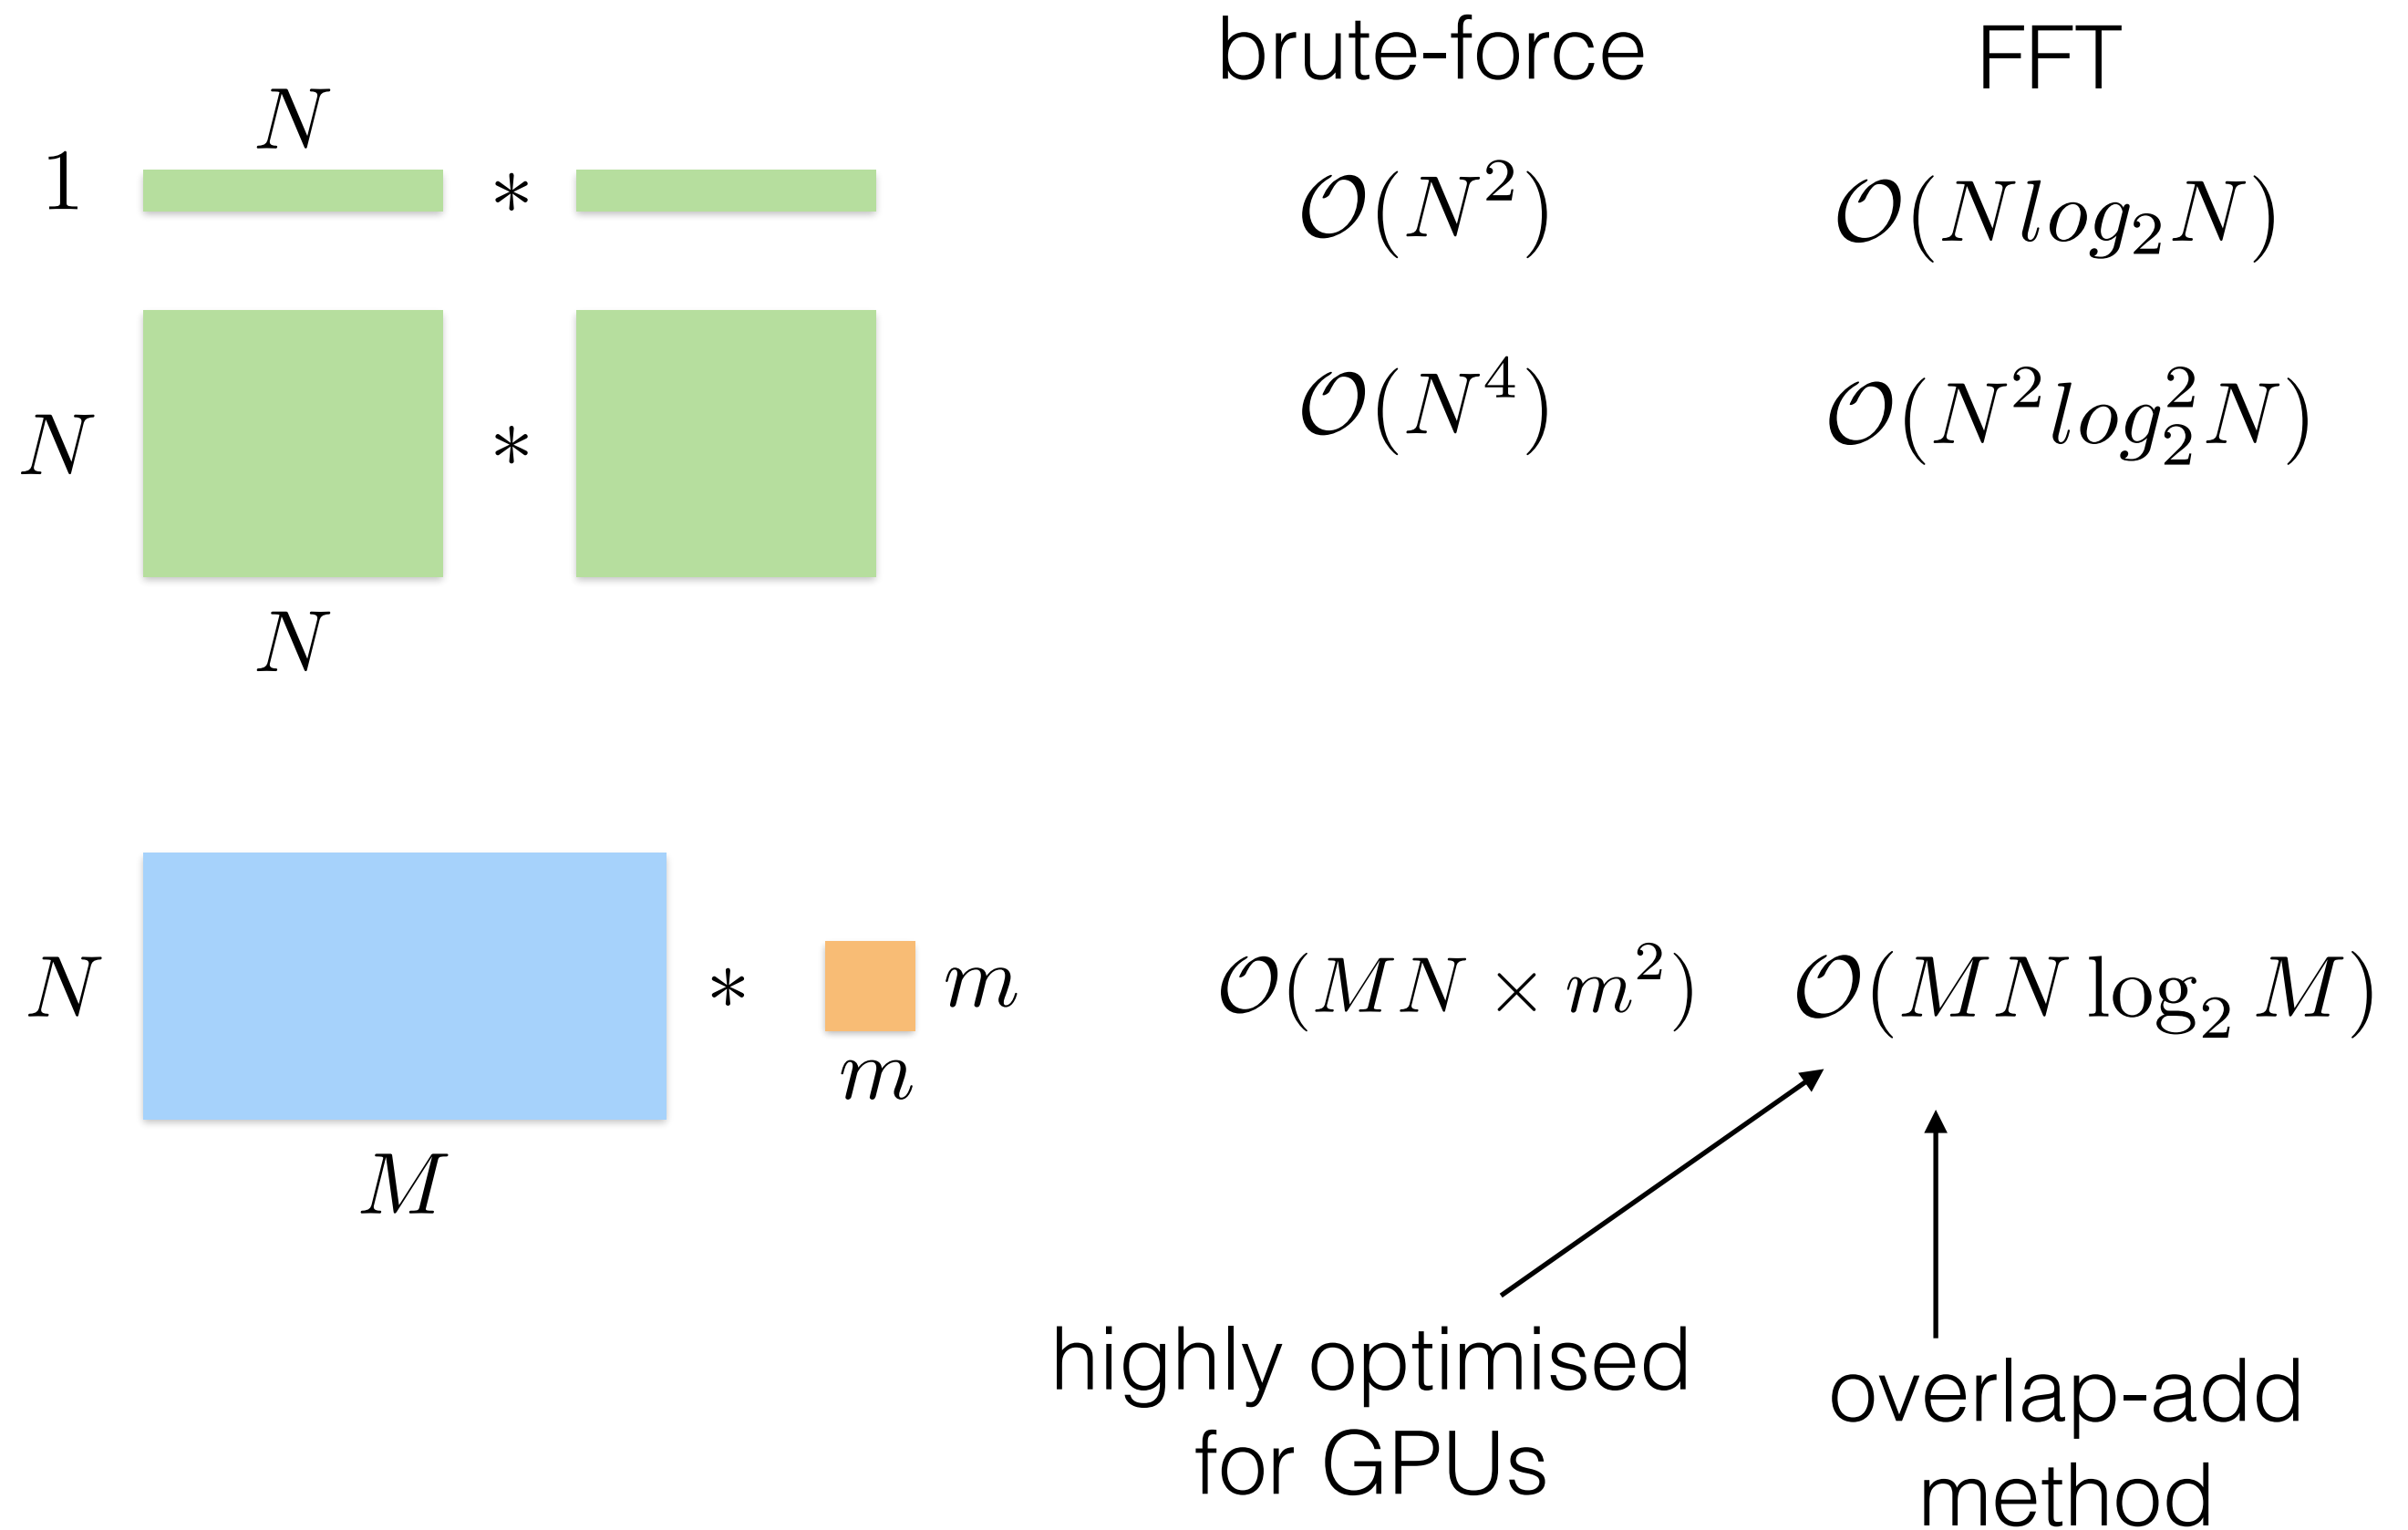 brute-force FFT
N
1 * 𝒪(N²) 𝒪(Nlog₂N)
N * 𝒪(N⁴) 𝒪(N²log₂²N)
N
N * m 𝒪(MN × m²) 𝒪(MN log₂ M)
m
M
highly optimised
for GPUs
overlap-add
method